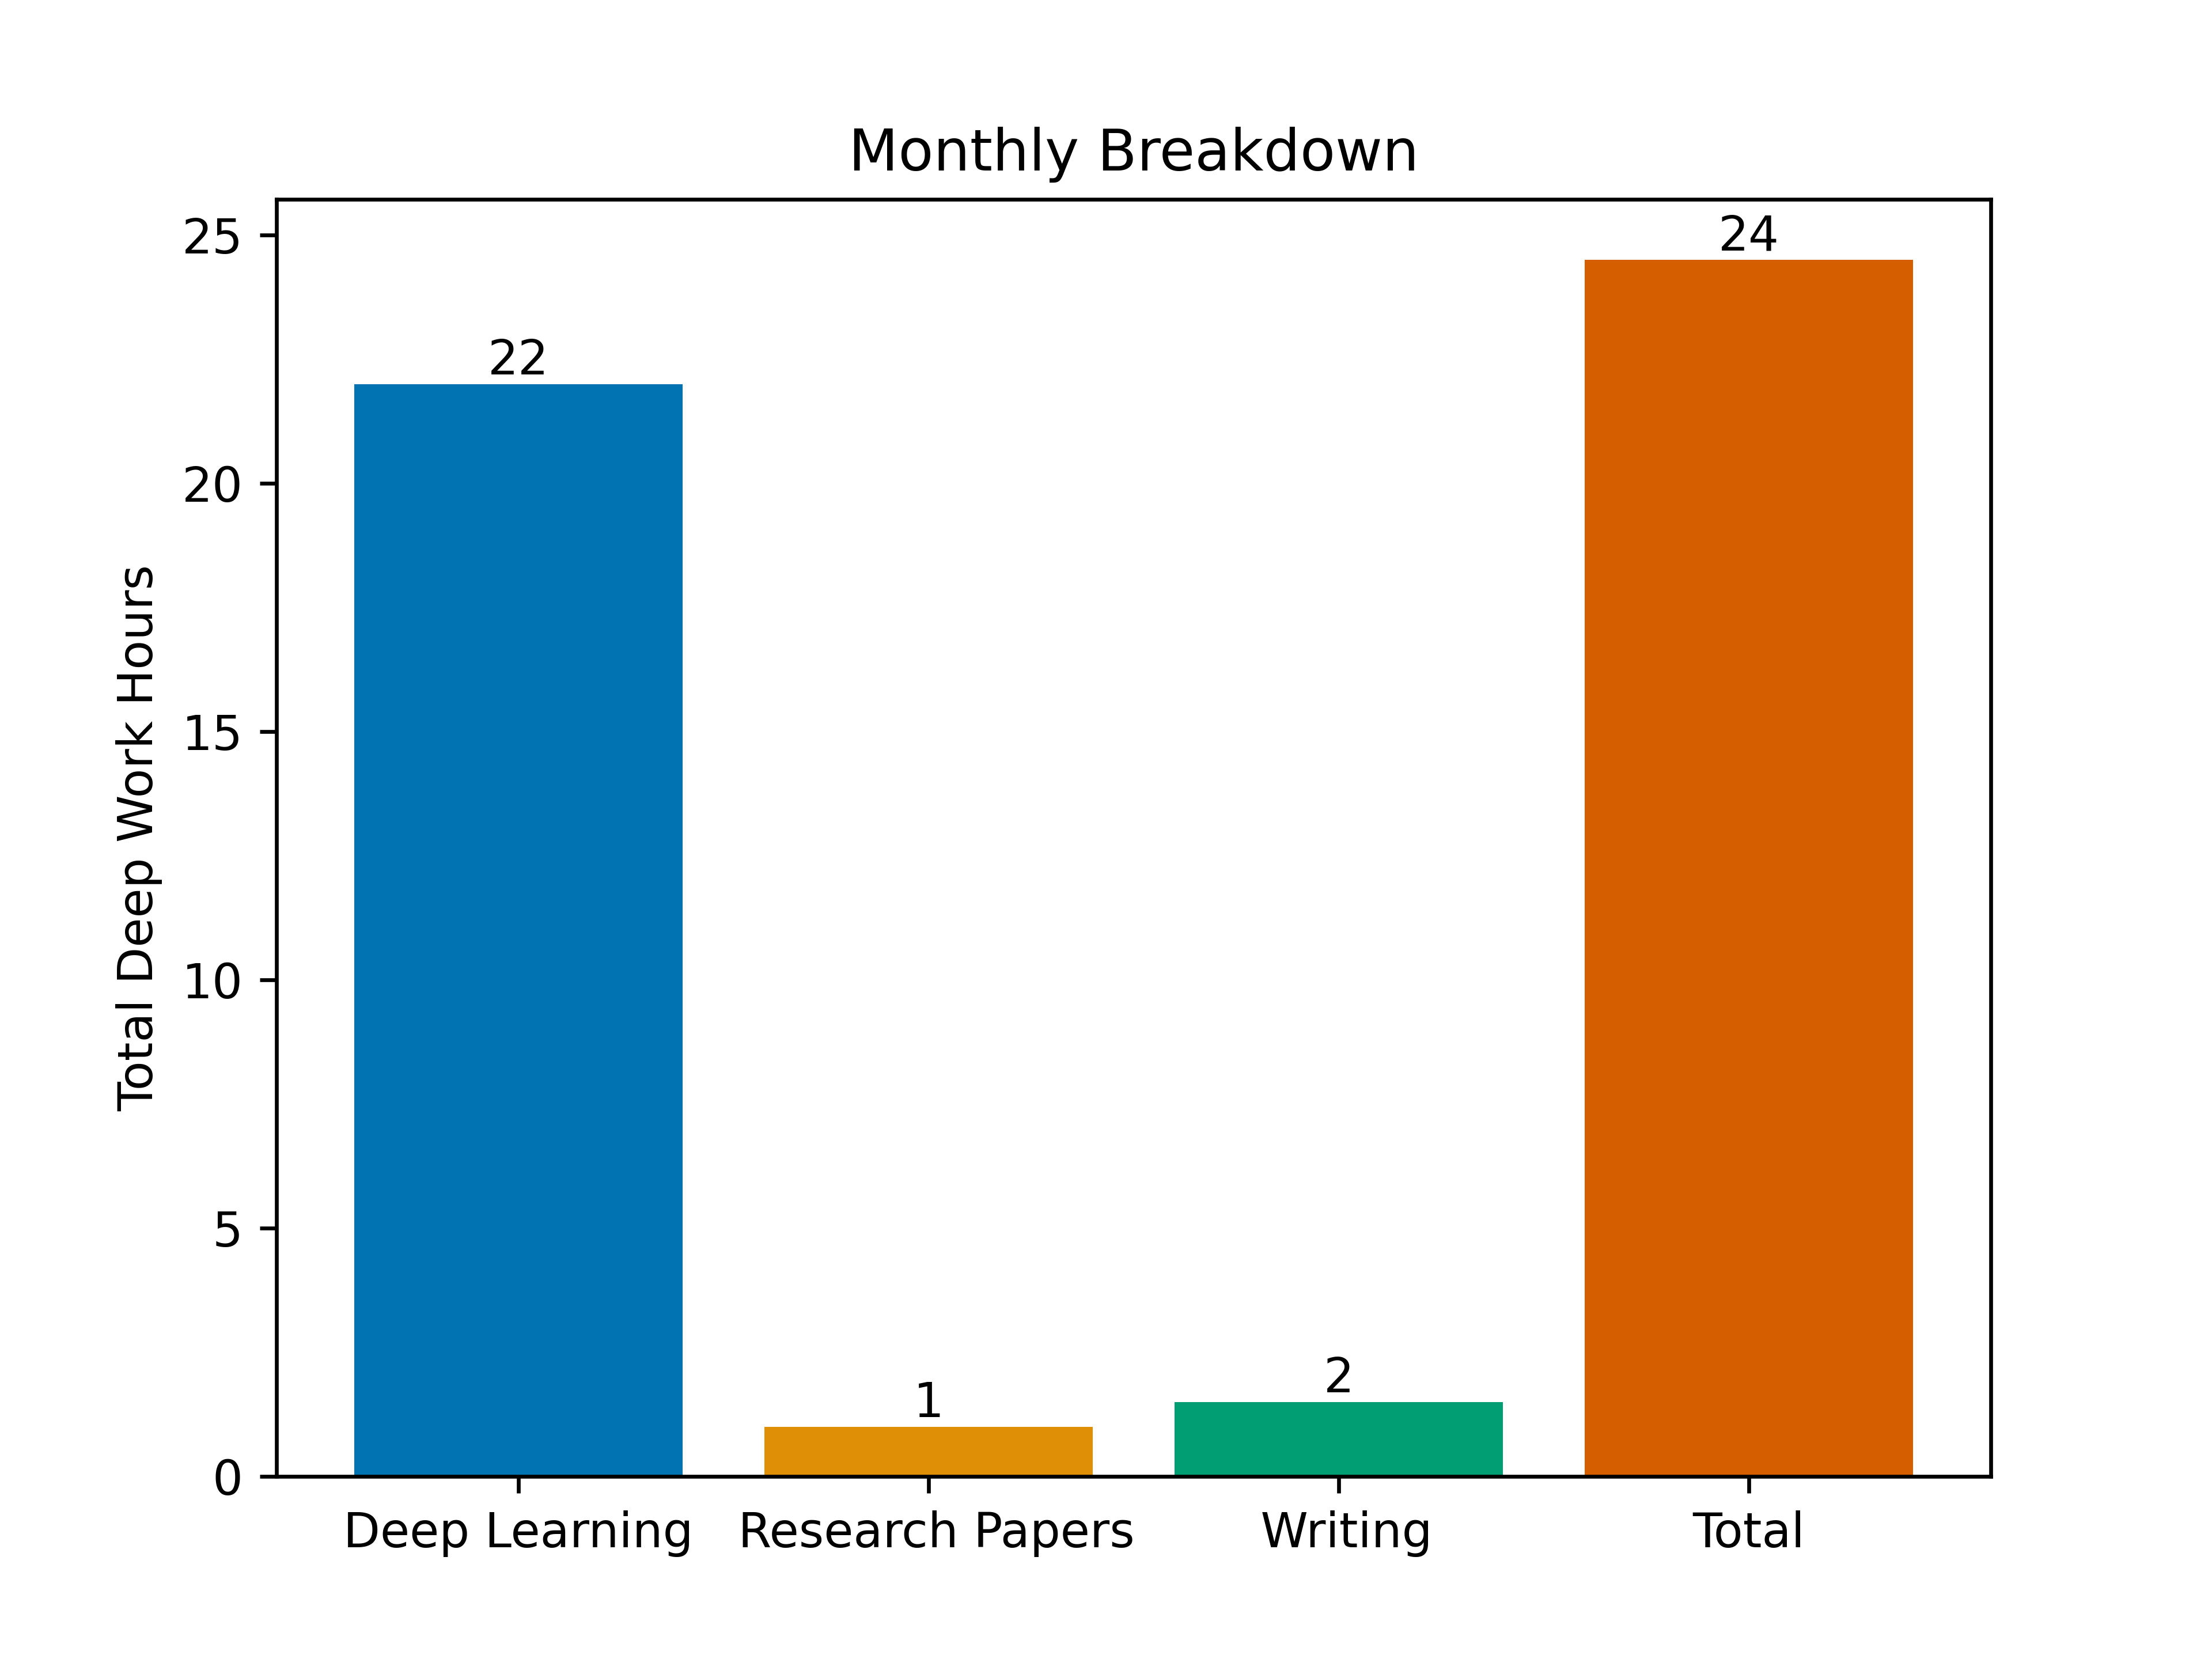 Monthly Breakdown
Total Deep Work Hours
25
20
15
10
5
0
22
1
2
24
Deep Learning
Research Papers
Writing
Total